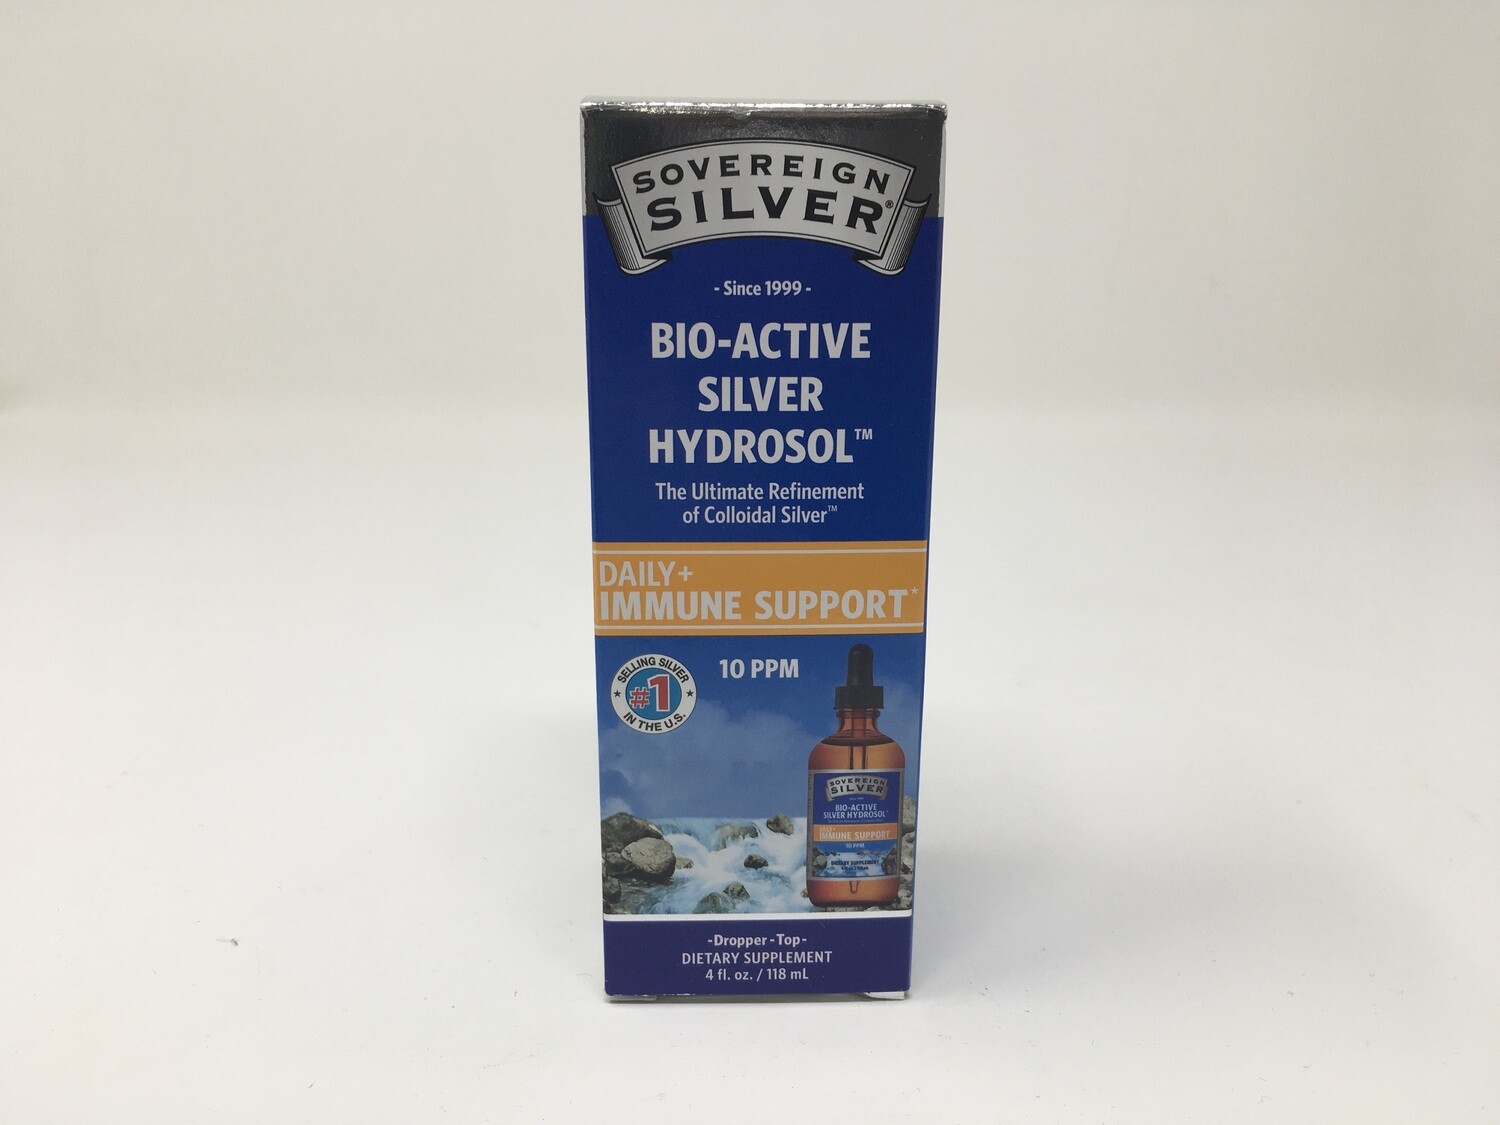 SOVEREIGN
SILVER®
- Since 1999 -
BIO-ACTIVE
SILVER
HYDROSOL™
The Ultimate Refinement
of Colloidal Silver™
DAILY+
IMMUNE SUPPORT*
SELLING SILVER
#1
IN THE U.S.
10 PPM
SOVEREIGN
SILVER
BIO-ACTIVE
SILVER HYDROSOL
DAILY+
IMMUNE SUPPORT
10 PPM
DIETARY SUPPLEMENT
-Dropper-Top-
DIETARY SUPPLEMENT
4 fl. oz. / 118 mL